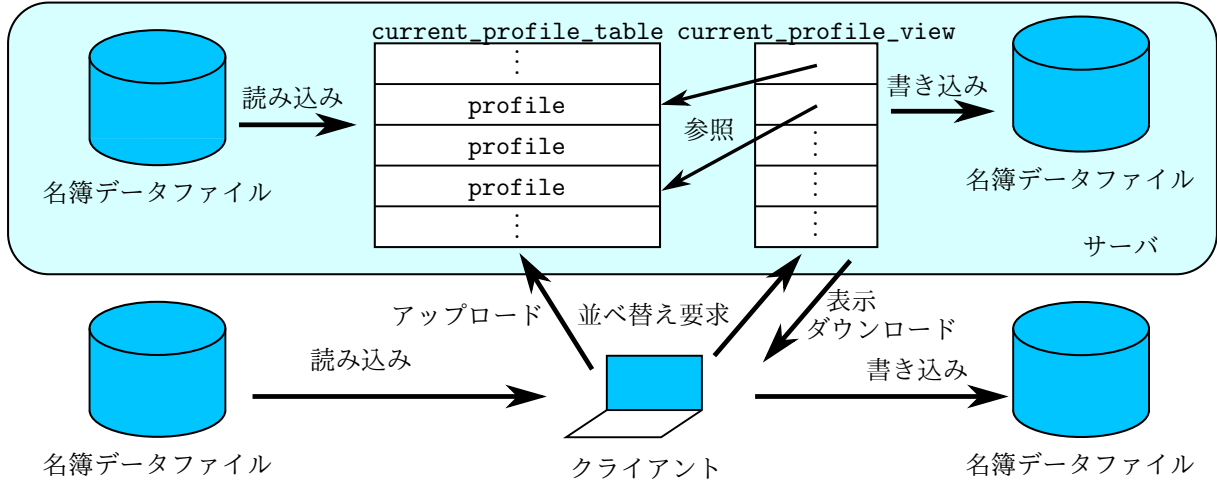 current_profile_table
current_profile_view
⋮
profile
profile
profile
⋮
⋮
⋮
⋮
読み込み
名簿データファイル
参照
書き込み
名簿データファイル
サーバ
アップロード
並べ替え要求
表示
ダウンロード
読み込み
書き込み
名簿データファイル
クライアント
名簿データファイル